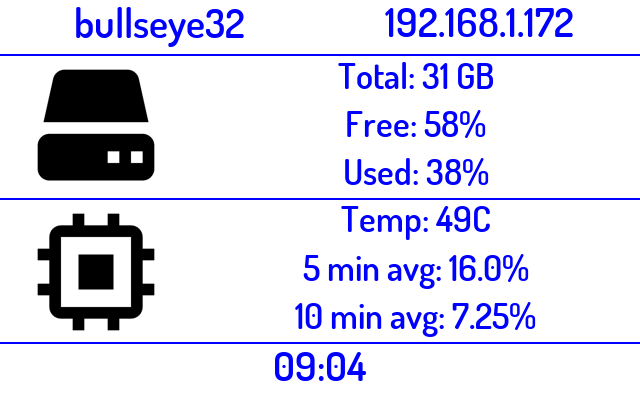 bullseye32 192.168.1.172
Total: 31 GB
Free: 58%
Used: 38%
Temp: 49C
5 min avg: 16.0%
10 min avg: 7.25%
09:04